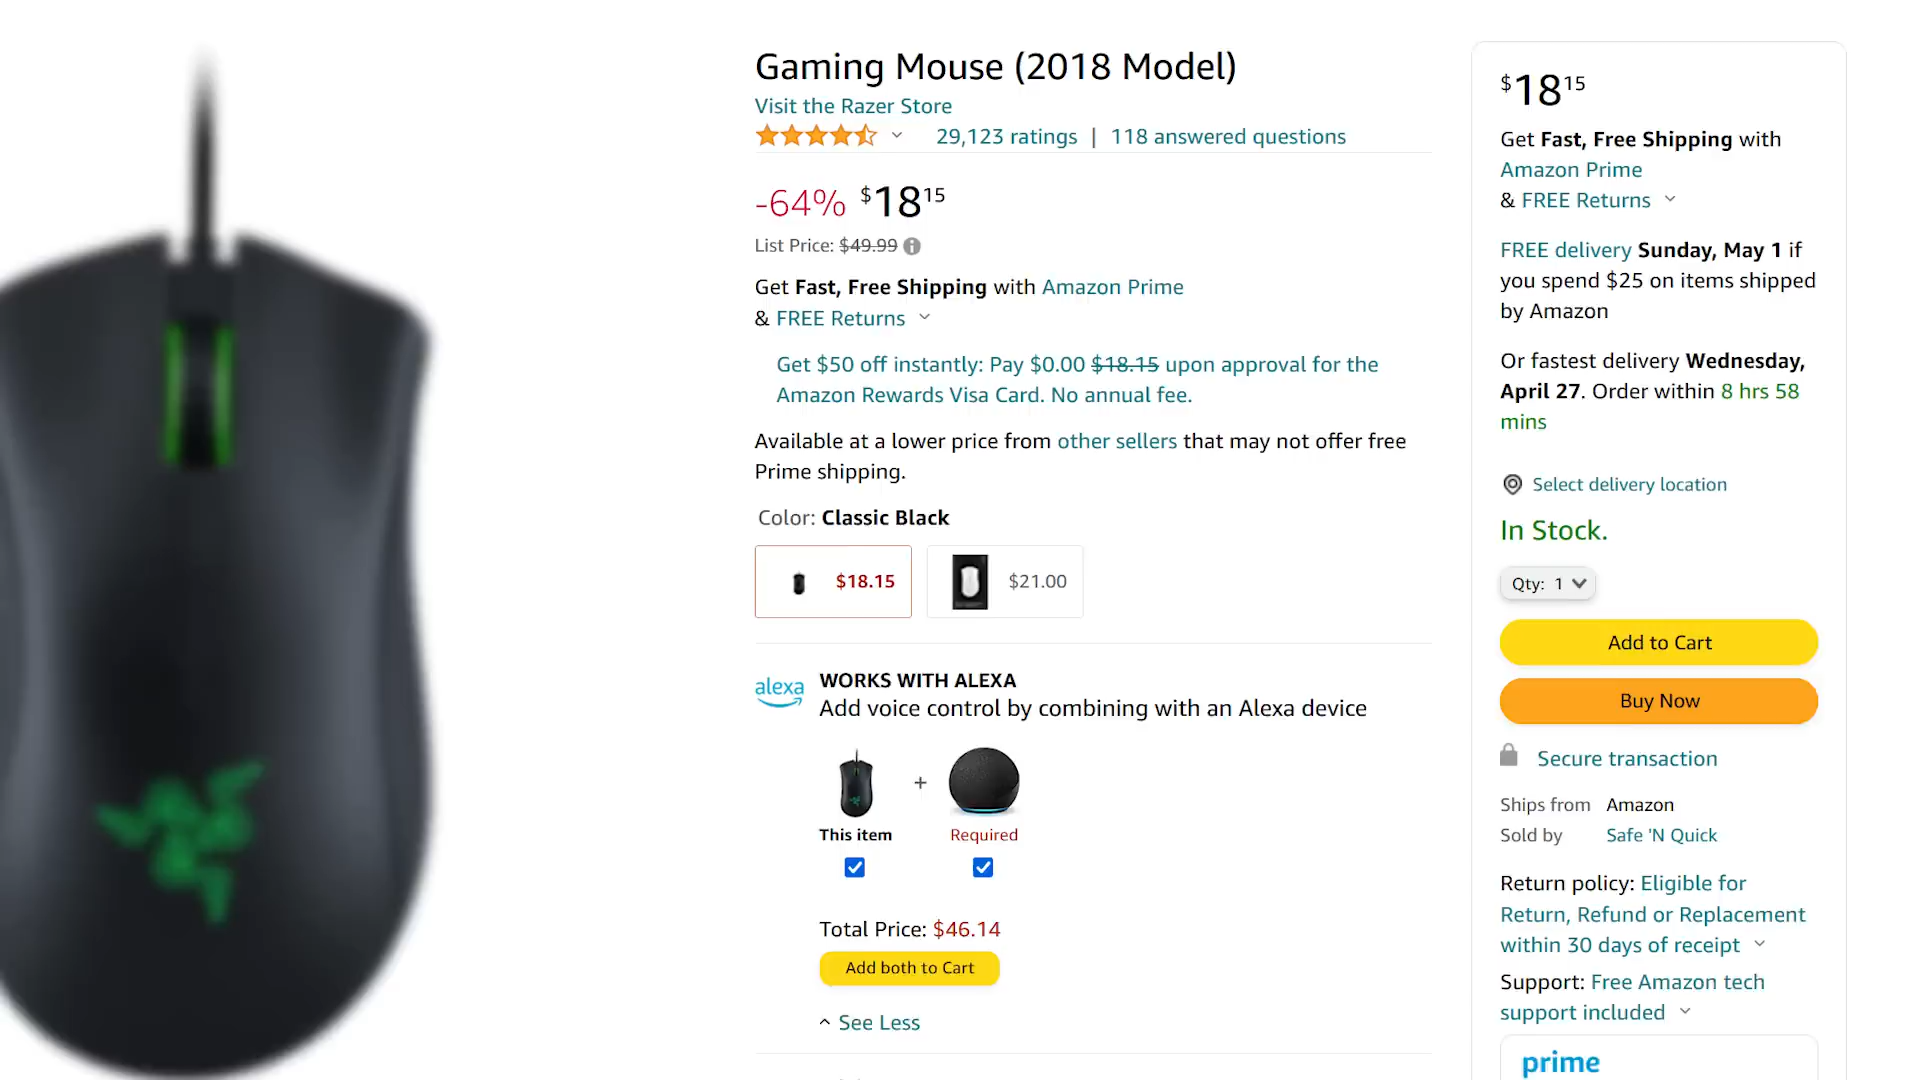 Gaming Mouse (2018 Model)
Visit the Razer Store
29,123 ratings | 118 answered questions
-64% $18 15
List Price: $49.99
Get Fast, Free Shipping with Amazon Prime
& FREE Returns
Get $50 off instantly: Pay $0.00 $18.15 upon approval for the
Amazon Rewards Visa Card. No annual fee.
Available at a lower price from other sellers that may not offer free
Prime shipping.
Color: Classic Black
$18.15 $21.00
alexa
WORKS WITH ALEXA
Add voice control by combining with an Alexa device
+
This item Required
Total Price: $46.14
Add both to Cart
See Less
$18 15
Get Fast, Free Shipping with
Amazon Prime
& FREE Returns
FREE delivery Sunday, May 1 if
you spend $25 on items shipped
by Amazon
Or fastest delivery Wednesday,
April 27. Order within 8 hrs 58
mins
Select delivery location
In Stock.
Qty: 1
Add to Cart
Buy Now
Secure transaction
Ships from Amazon
Sold by Safe 'N Quick
Return policy: Eligible for
Return, Refund or Replacement
within 30 days of receipt
Support: Free Amazon tech
support included
prime